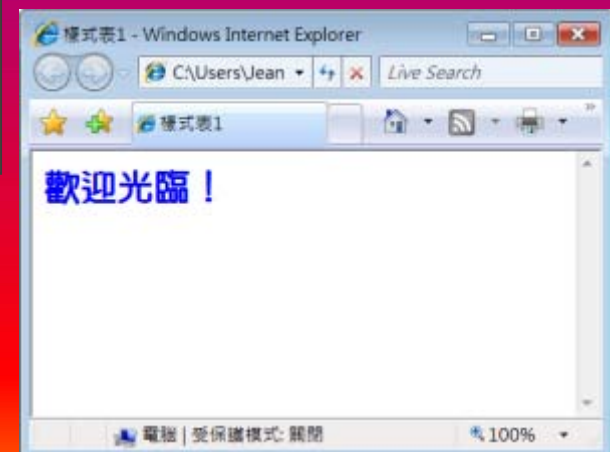 樣式表1 - Windows Internet Explorer
C:\Users\Jean
Live Search
樣式表1
歡迎光臨！
電腦 | 受保護模式: 關閉
100%